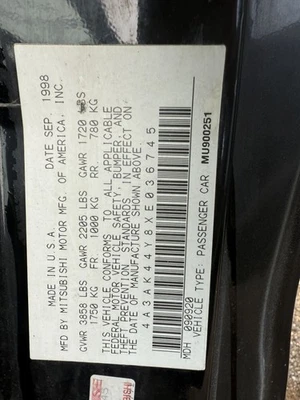 MADE IN U.S.A. DATE SEP. 1998
MFD BY MITSUBISHI MOTOR MFG. OF AMERICA, INC.
GVWR 3858 LBS GAWR 2205 LBS GAWR 1720 LBS
1750 KG FR 1000 KG RR 780 KG
THIS VEHICLE CONFORMS TO ALL APPLICABLE
FEDERAL MOTOR VEHICLE SAFETY, BUMPER, AND
THEFT PREVENTION STANDARDS IN EFFECT ON
THE DATE OF MANUFACTURE SHOWN ABOVE.
4A3AK44Y8XE036745
MDH 090920
VEHICLE TYPE: PASSENGER CAR MU900251